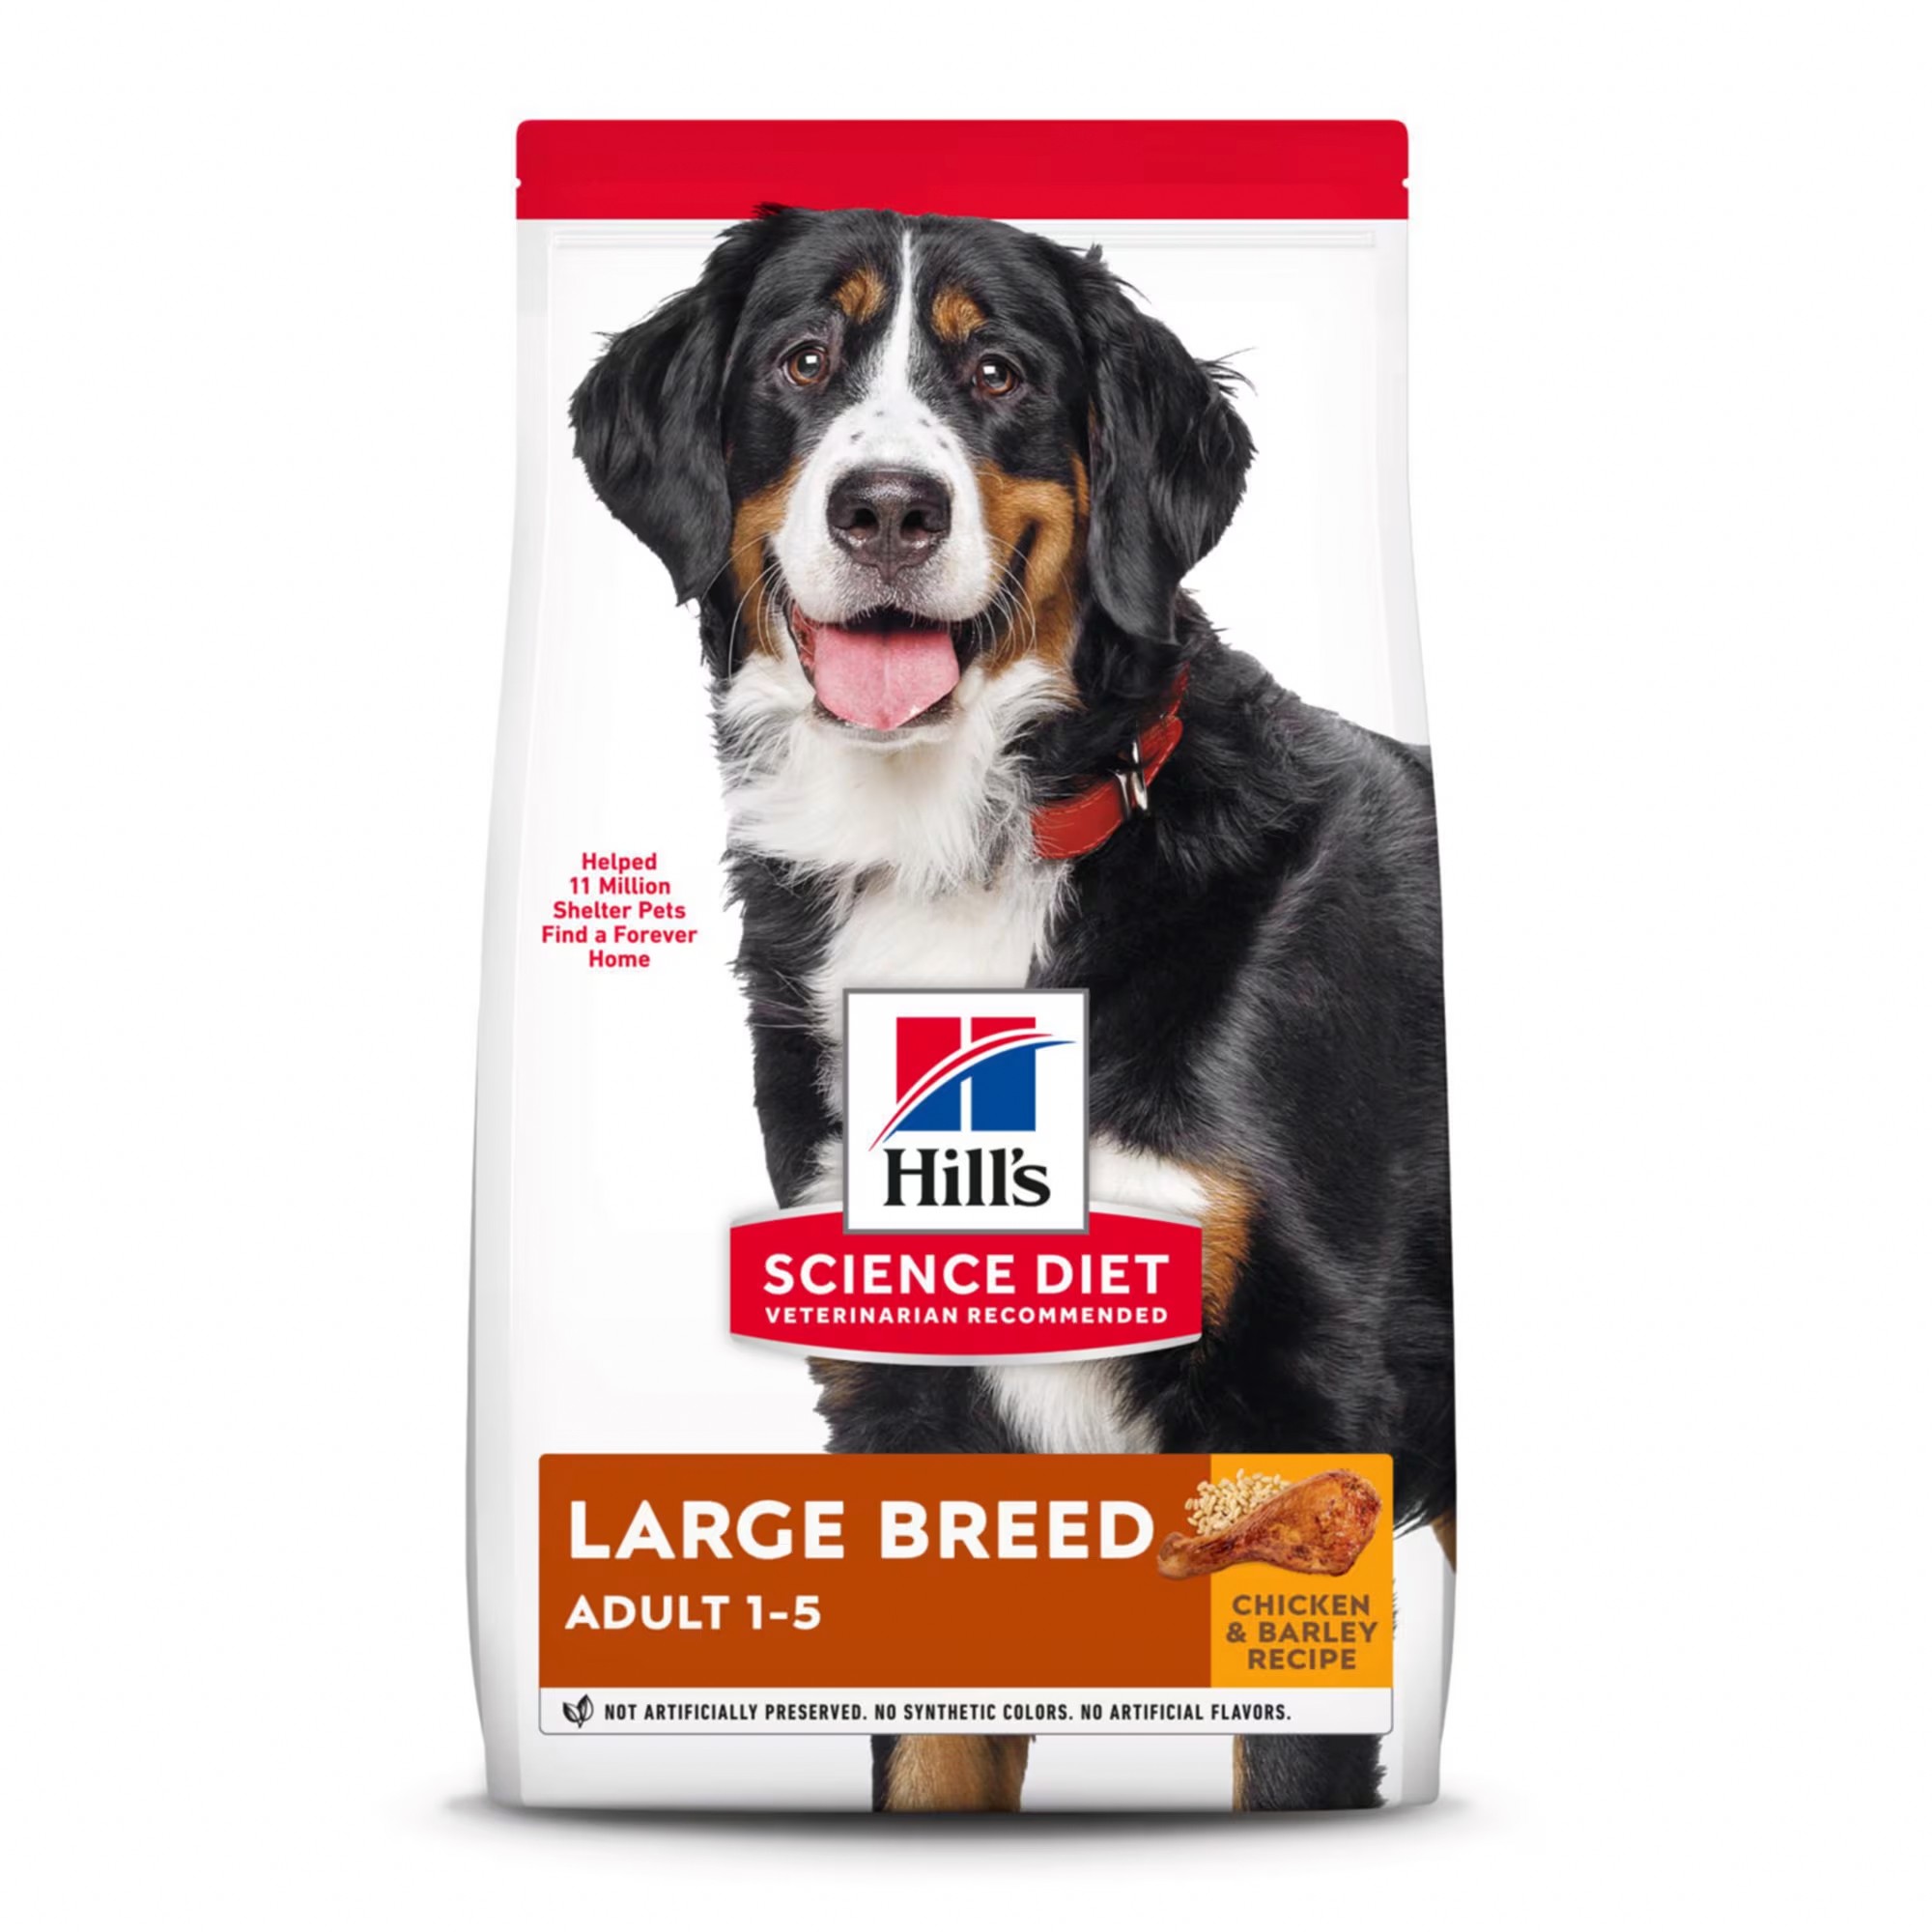 Helped
11 Million
Shelter Pets
Find a Forever
Home
Hill's
SCIENCE DIET
VETERINARIAN RECOMMENDED
LARGE BREED
ADULT 1-5
CHICKEN
& BARLEY
RECIPE
NOT ARTIFICIALLY PRESERVED. NO SYNTHETIC COLORS. NO ARTIFICIAL FLAVORS.